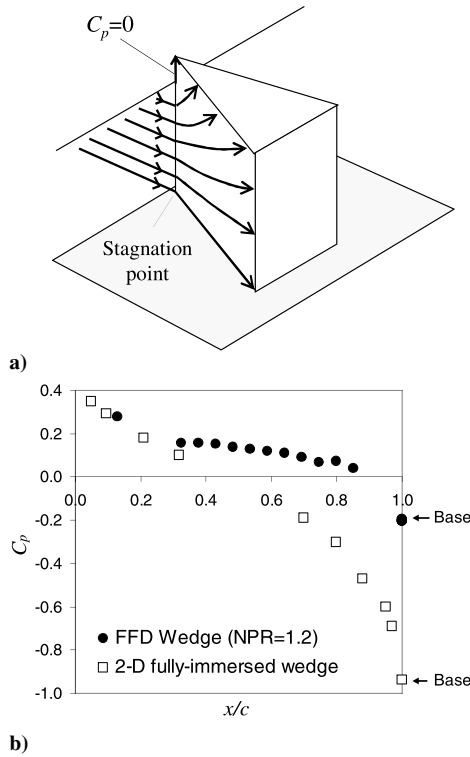 Cp=0
Stagnation
point
a)
0.4
0.2
0.0
0.0 0.2 0.4 0.6 0.8 1.0
-0.2
-0.4
-0.6
-0.8
-1.0
Cp
Base
FFD Wedge (NPR=1.2)
2-D fully-immersed wedge
Base
x/c
b)